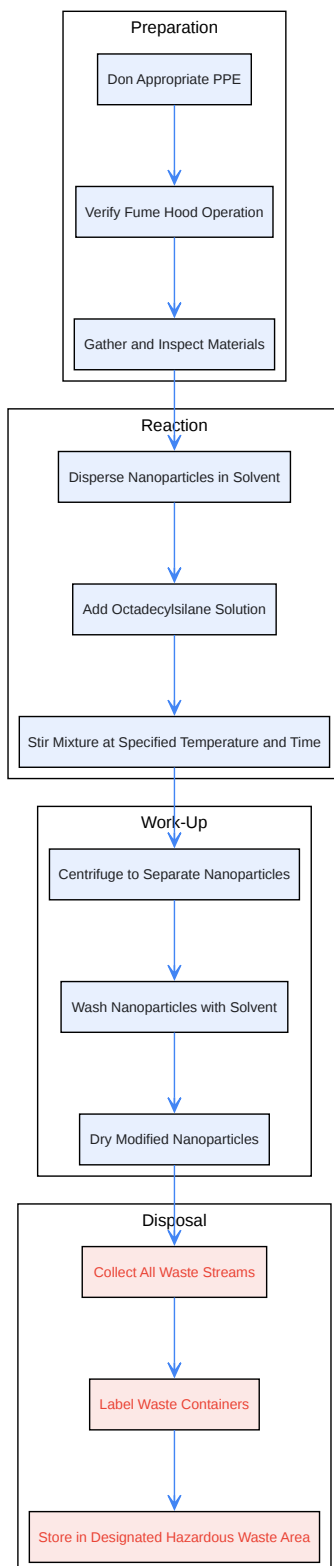 Preparation
Don Appropriate PPE
Verify Fume Hood Operation
Gather and Inspect Materials
Reaction
Disperse Nanoparticles in Solvent
Add Octadecylsilane Solution
Stir Mixture at Specified Temperature and Time
Work-Up
Centrifuge to Separate Nanoparticles
Wash Nanoparticles with Solvent
Dry Modified Nanoparticles
Disposal
Collect All Waste Streams
Label Waste Containers
Store in Designated Hazardous Waste Area